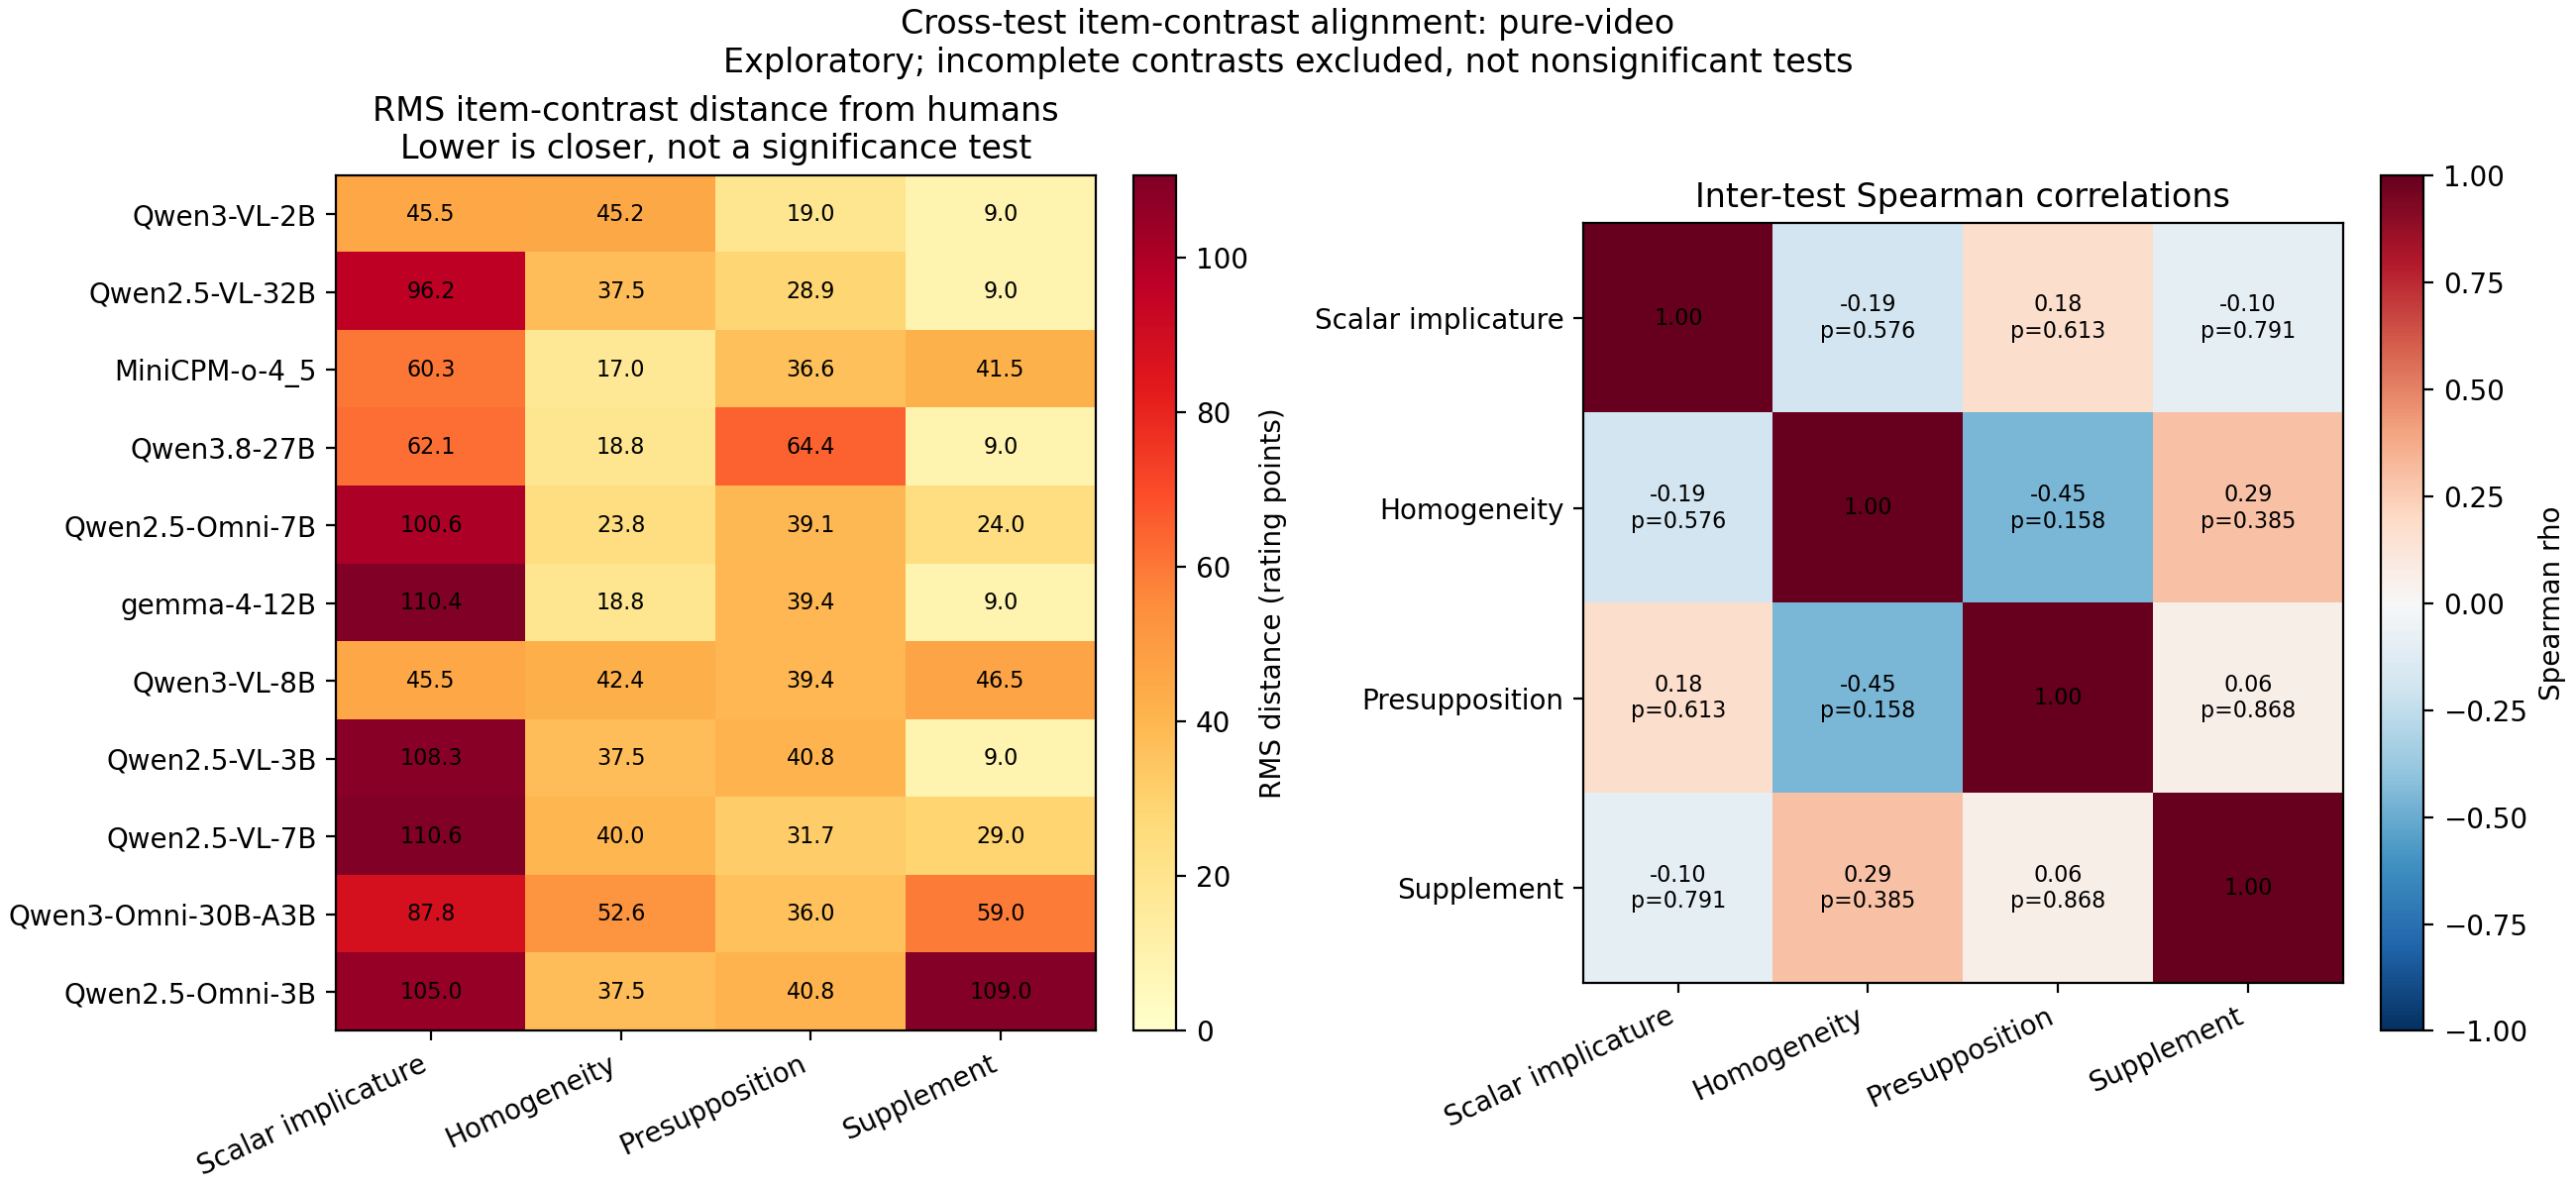 Cross-test item-contrast alignment: pure-video
Exploratory; incomplete contrasts excluded, not nonsignificant tests
RMS item-contrast distance from humans
Lower is closer, not a significance test
Qwen3-VL-2B 45.5 45.2 19.0 9.0
Qwen2.5-VL-32B 96.2 37.5 28.9 9.0
MiniCPM-o-4_5 60.3 17.0 36.6 41.5
Qwen3.8-27B 62.1 18.8 64.4 9.0
Qwen2.5-Omni-7B 100.6 23.8 39.1 24.0
gemma-4-12B 110.4 18.8 39.4 9.0
Qwen3-VL-8B 45.5 42.4 39.4 46.5
Qwen2.5-VL-3B 108.3 37.5 40.8 9.0
Qwen2.5-VL-7B 110.6 40.0 31.7 29.0
Qwen3-Omni-30B-A3B 87.8 52.6 36.0 59.0
Qwen2.5-Omni-3B 105.0 37.5 40.8 109.0
Scalar implicature Homogeneity Presupposition Supplement
100
80
60
40
20
0
RMS distance (rating points)
Inter-test Spearman correlations
Scalar implicature 1.00 -0.19 0.18 -0.10
p=0.576 p=0.613 p=0.791
Homogeneity -0.19 1.00 -0.45 0.29
p=0.576 p=0.158 p=0.385
Presupposition 0.18 -0.45 1.00 0.06
p=0.613 p=0.158 p=0.868
Supplement -0.10 0.29 0.06 1.00
p=0.791 p=0.385 p=0.868
Scalar implicature Homogeneity Presupposition Supplement
1.00
0.75
0.50
0.25
0.00
−0.25
−0.50
−0.75
−1.00
Spearman rho